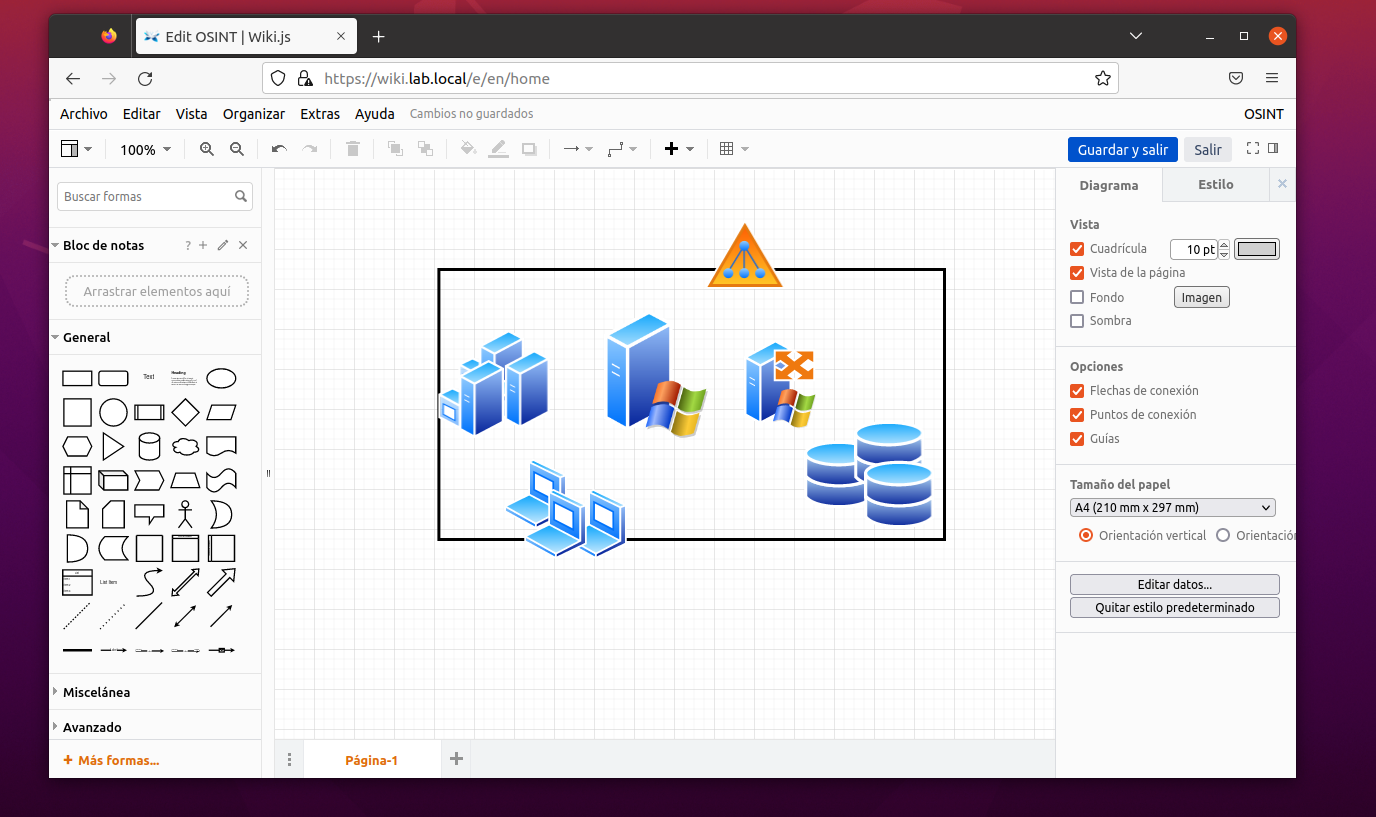 Edit OSINT | Wiki.js
https://wiki.lab.local/e/en/home
Archivo Editar Vista Organizar Extras Ayuda Cambios no guardados OSINT
100% Guardar y salir Salir
Buscar formas
Bloc de notas ?
Arrastrar elementos aquí
General
Text
Heading
List Item
Misceláneа
Avanzado
+ Más formas...
Página-1
Diagrama Estilo
Vista
Cuadrícula 10 pt
Vista de la página
Fondo Imagen
Sombra
Opciones
Flechas de conexión
Puntos de conexión
Guías
Tamaño del papel
A4 (210 mm x 297 mm)
Orientación vertical Orientación
Editar datos...
Quitar estilo predeterminado